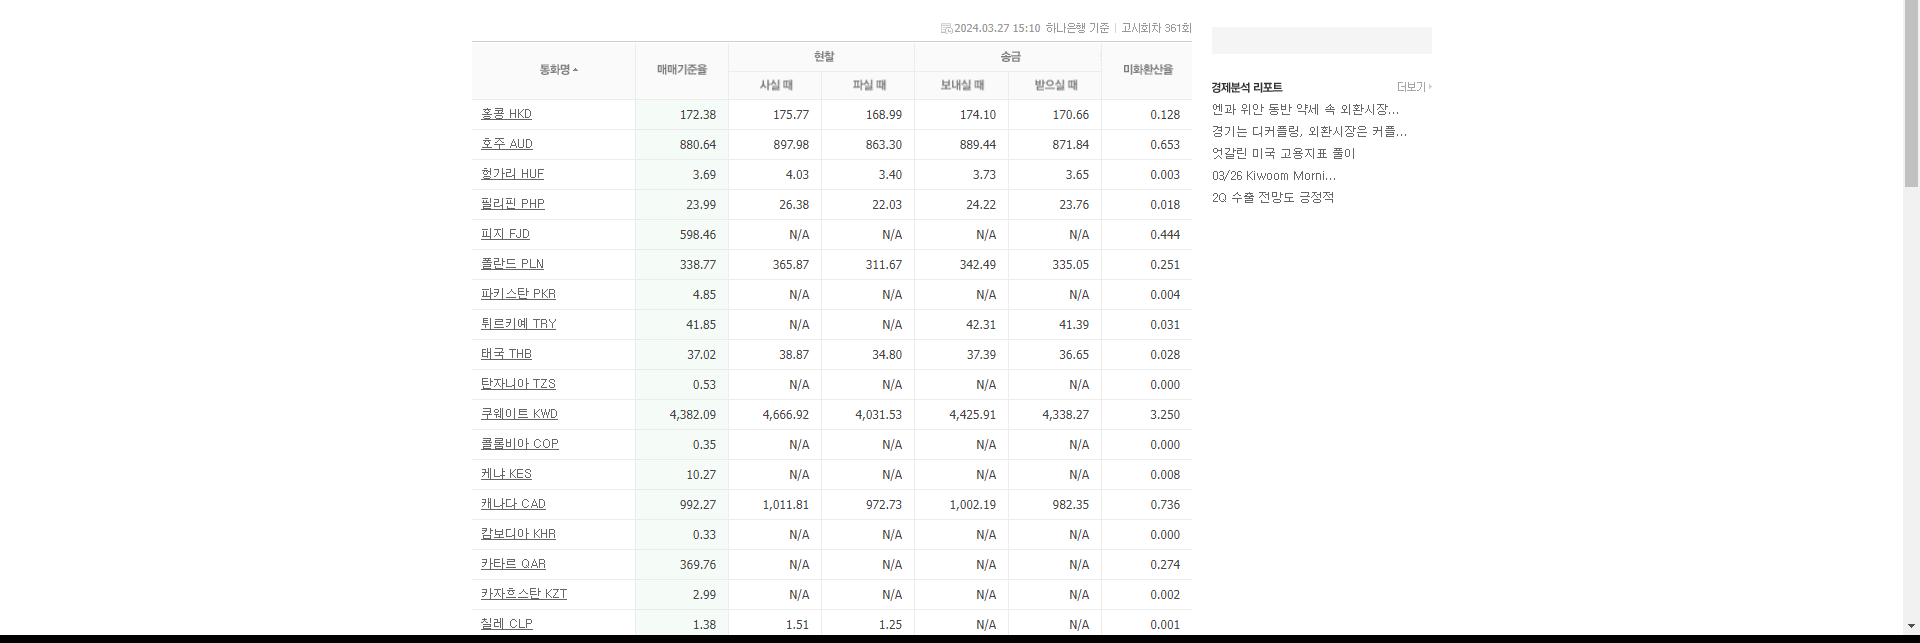 2024.03.27 15:10 하나은행 기준 | 고시회차 361회
통화명 매매기준율 현찰 송금 미화환산율
사실 때 파실 때 보내실 때 받으실 때
홍콩 HKD 172.38 175.77 168.99 174.10 170.66 0.128
호주 AUD 880.64 897.98 863.30 889.44 871.84 0.653
헝가리 HUF 3.69 4.03 3.40 3.73 3.65 0.003
필리핀 PHP 23.99 26.38 22.03 24.22 23.76 0.018
피지 FJD 598.46 N/A N/A N/A N/A 0.444
폴란드 PLN 338.77 365.87 311.67 342.49 335.05 0.251
파키스탄 PKR 4.85 N/A N/A N/A N/A 0.004
튀르키예 TRY 41.85 N/A N/A 42.31 41.39 0.031
태국 THB 37.02 38.87 34.80 37.39 36.65 0.028
탄자니아 TZS 0.53 N/A N/A N/A N/A 0.000
쿠웨이트 KWD 4,382.09 4,666.92 4,031.53 4,425.91 4,338.27 3.250
콜롬비아 COP 0.35 N/A N/A N/A N/A 0.000
케냐 KES 10.27 N/A N/A N/A N/A 0.008
캐나다 CAD 992.27 1,011.81 972.73 1,002.19 982.35 0.736
캄보디아 KHR 0.33 N/A N/A N/A N/A 0.000
카타르 QAR 369.76 N/A N/A N/A N/A 0.274
카자흐스탄 KZT 2.99 N/A N/A N/A N/A 0.002
칠레 CLP 1.38 1.51 1.25 N/A N/A 0.001
경제분석 리포트 더보기
엔과 위안 동반 약세 속 외환시장...
경기는 디커플링, 외환시장은 커플...
엇갈린 미국 고용지표 풀이
03/26 Kiwoom Morni...
2Q 수출 전망도 긍정적